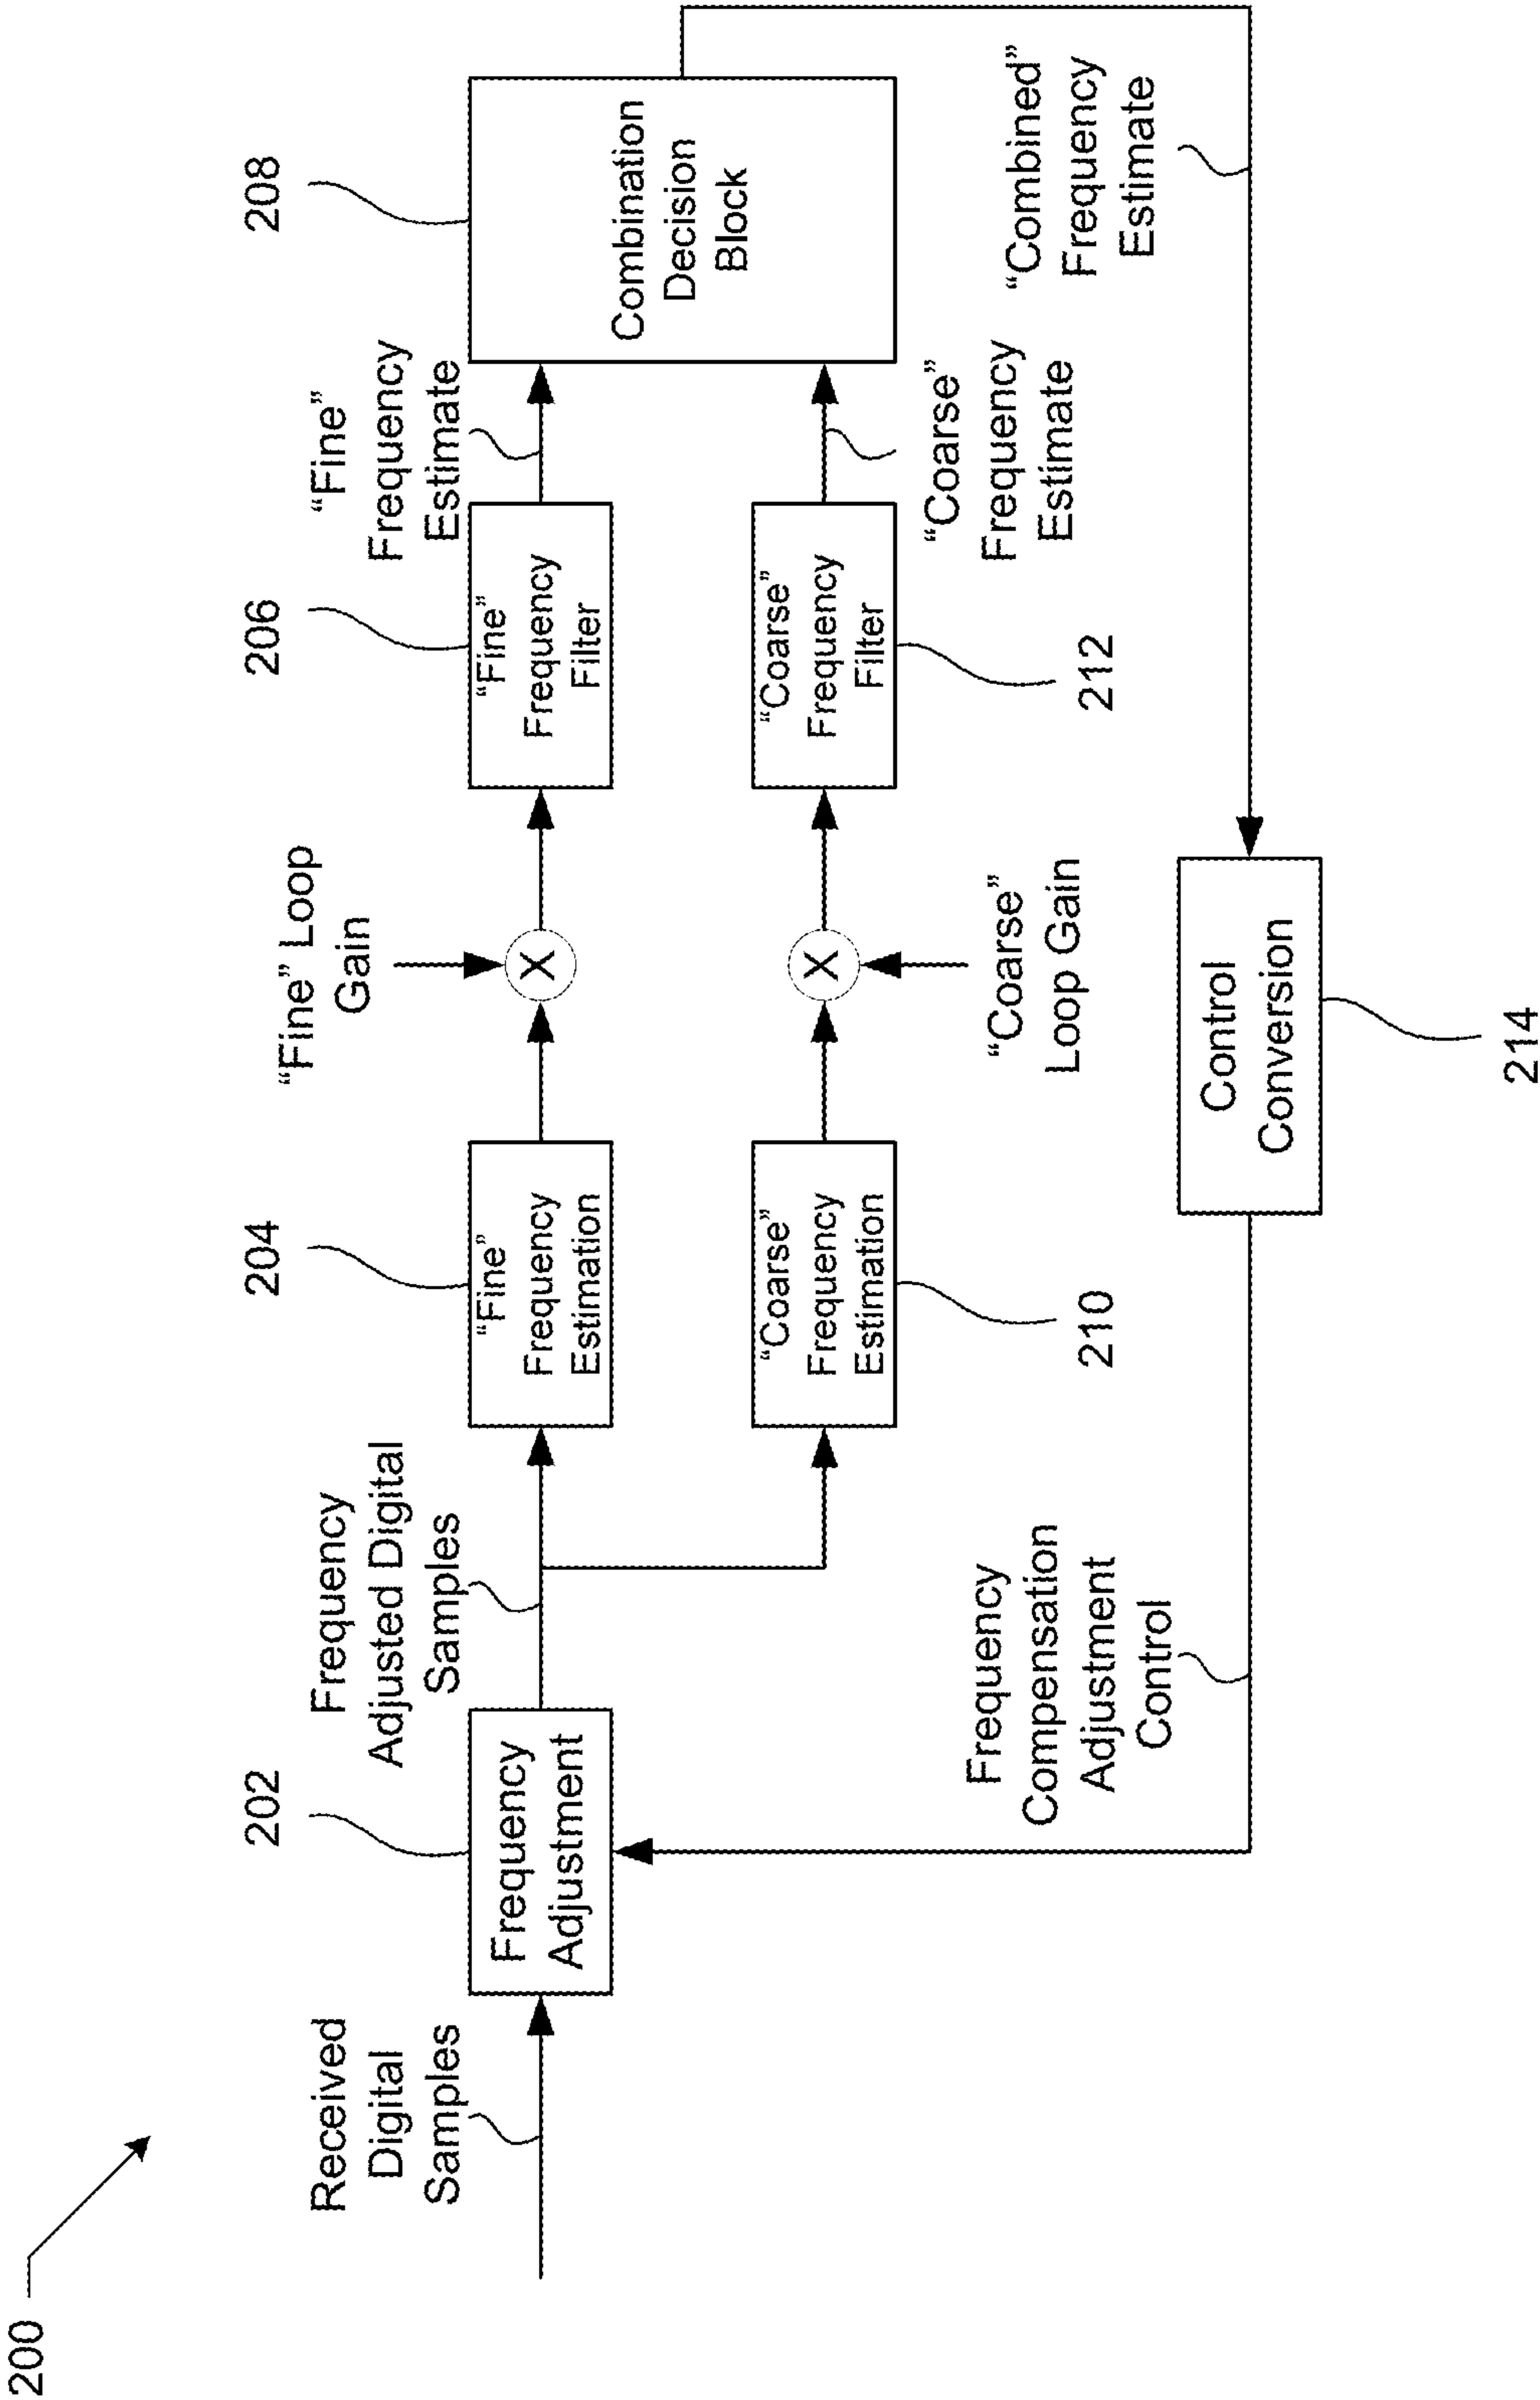 200
Received
Digital
Samples
202
Frequency
Adjustment
Frequency
Adjusted Digital
Samples
204
"Fine"
Frequency
Estimation
"Fine" Loop
Gain
X
206
"Fine"
Frequency
Filter
"Fine"
Frequency
Estimate
208
Combination
Decision
Block
"Coarse"
Frequency
Estimation
210
X
"Coarse"
Loop Gain
"Coarse"
Frequency
Filter
212
"Coarse"
Frequency
Estimate
"Combined"
Frequency
Estimate
Control
Conversion
214
Frequency
Compensation
Adjustment
Control